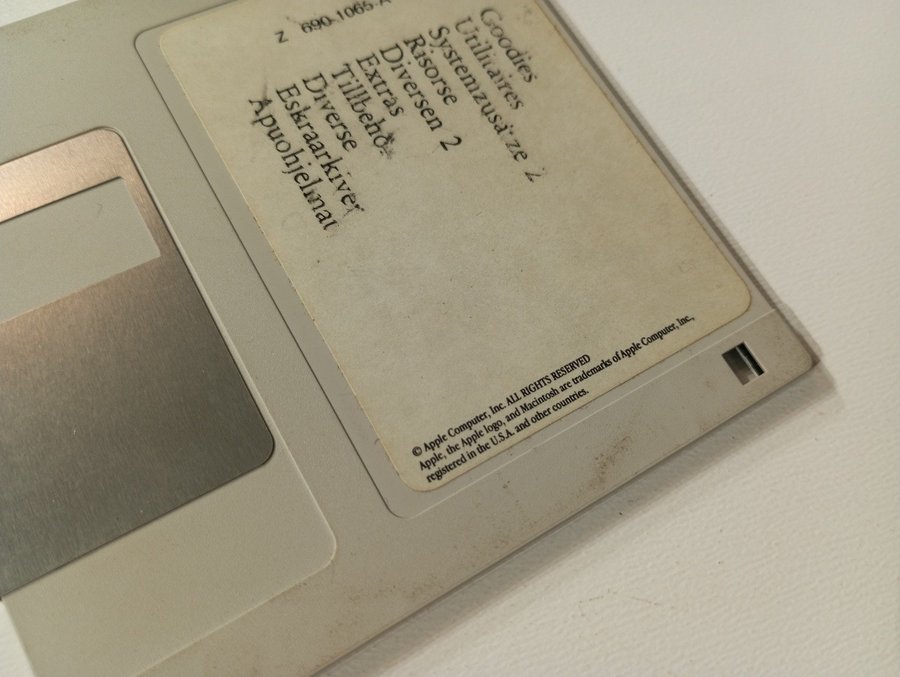 Z 690-1065-A
Goodies
Utilitaires
Systemzusätze 2
Risorse
Diversen 2
Extras
Tillbehör
Diverse
Eskraarkiver
Apuohjelmat
© Apple Computer, Inc. ALL RIGHTS RESERVED
Apple, the Apple logo, and Macintosh are trademarks of Apple Computer, Inc.,
registered in the U.S.A. and other countries.